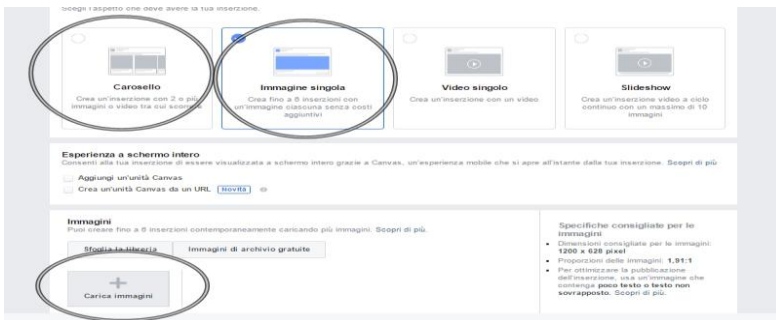 Scegli l'aspetto che deve avere la tua inserzione.
Carosello
Crea un'inserzione con 2 o più
immagini o video tra cui scorrere
Immagine singola
Crea fino a 6 inserzioni con
un'immagine ciascuna senza costi
aggiuntivi
Video singolo
Crea un'inserzione con un video
Slideshow
Crea un'inserzione video a ciclo
continuo con un massimo di 10
immagini
Esperienza a schermo intero
Consenti alla tua inserzione di essere visualizzata a schermo intero grazie a Canvas, un'esperienza mobile che si apre all'istante dalla tua inserzione. Scopri di più
Aggiungi un'unità Canvas
Crea un'unità Canvas da un URL Novità
Immagini
Puoi creare fino a 6 inserzioni contemporaneamente caricando più immagini. Scopri di più.
Sfoglia la libreria Immagini di archivio gratuite
Carica immagini
Specifiche consigliate per le
immagini
Dimensioni consigliate per le immagini:
1200 x 628 pixel
Proporzioni delle immagini: 1,91:1
Per ottimizzare la pubblicazione
dell'inserzione, usa un'immagine che
contenga poco testo o testo non
sovrapposto. Scopri di più.